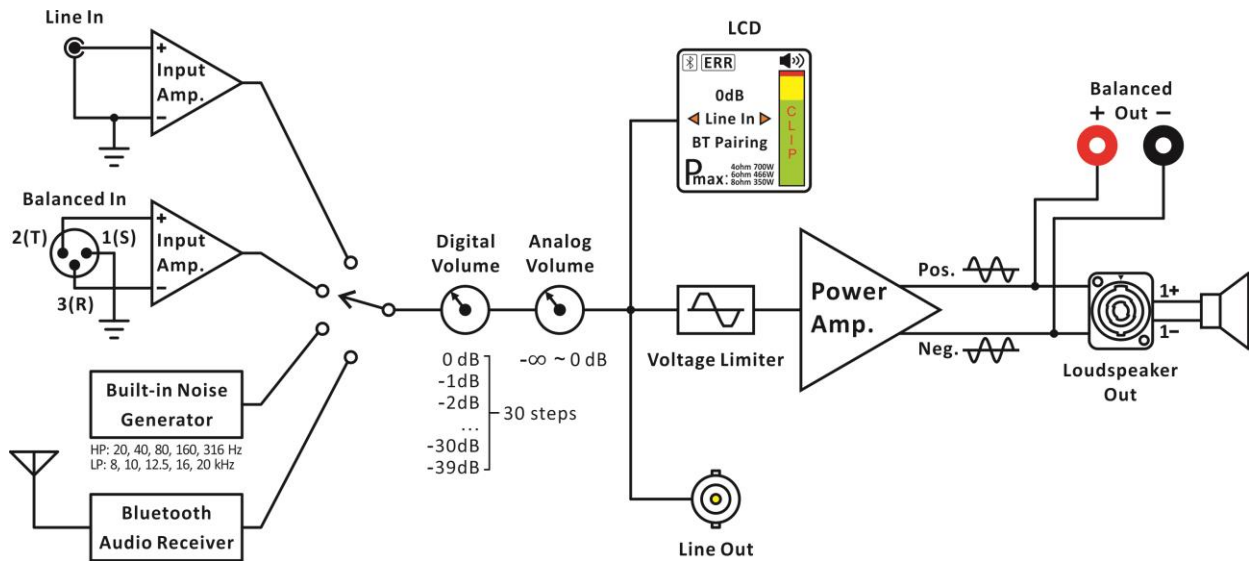 Line In
+
Input
Amp.
−
Balanced In
2(T)
1(S)
3(R)
+
Input
Amp.
−
Built-in Noise
Generator
HP: 20, 40, 80, 160, 316 Hz
LP: 8, 10, 12.5, 16, 20 kHz
Bluetooth
Audio Receiver
Digital
Volume
0 dB
-1dB
-2dB
...
-30dB
-39dB
30 steps
Analog
Volume
-∞ ~ 0 dB
LCD
ERR
0dB
Line In
BT Pairing
Pmax:
4ohm 700W
6ohm 466W
8ohm 350W
CLIP
Voltage Limiter
Line Out
Power
Amp.
Pos.
Neg.
Balanced
+ Out −
1+
1−
Loudspeaker
Out